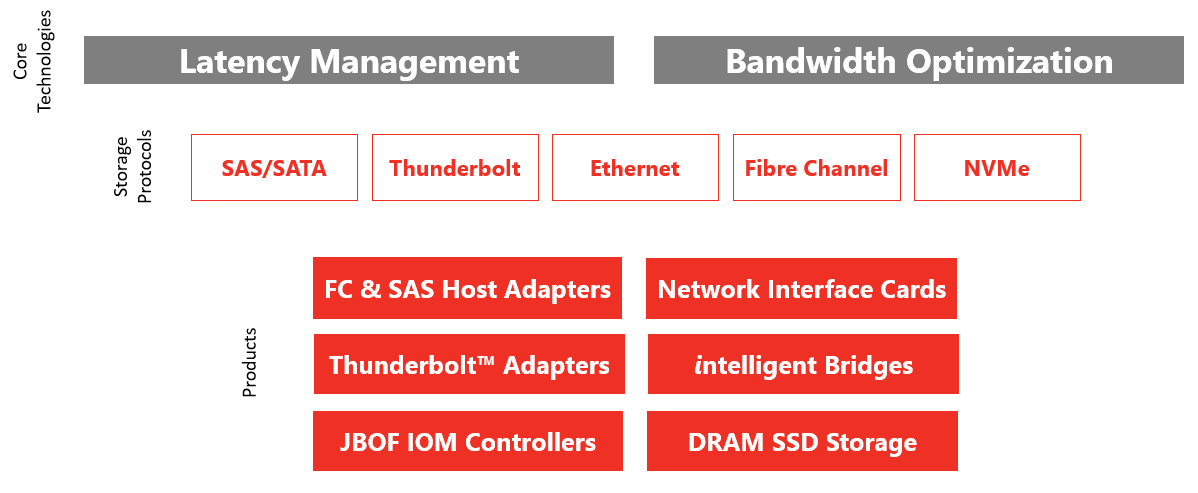 Core
Technologies
Latency Management
Bandwidth Optimization
Storage
Protocols
SAS/SATA
Thunderbolt
Ethernet
Fibre Channel
NVMe
Products
FC & SAS Host Adapters
Network Interface Cards
Thunderbolt™ Adapters
intelligent Bridges
JBOF IOM Controllers
DRAM SSD Storage